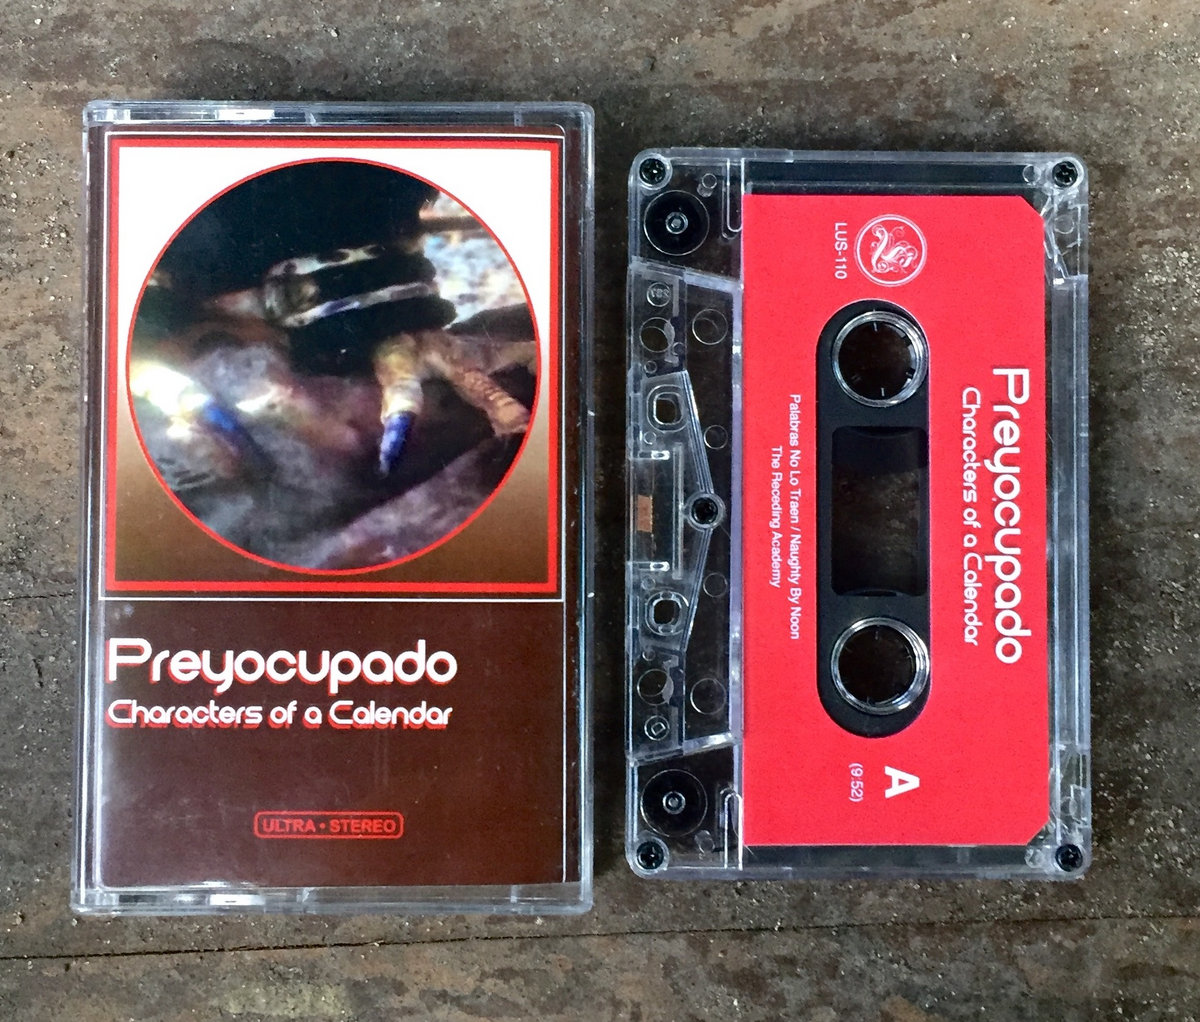 Preyocupado
Characters of a Calendar
ULTRA • STEREO
LUS-110
Preyocupado
Characters of a Calendar
Palabras No Lo Traen / Naughty By Noon
The Receding Academy
A
(9:52)